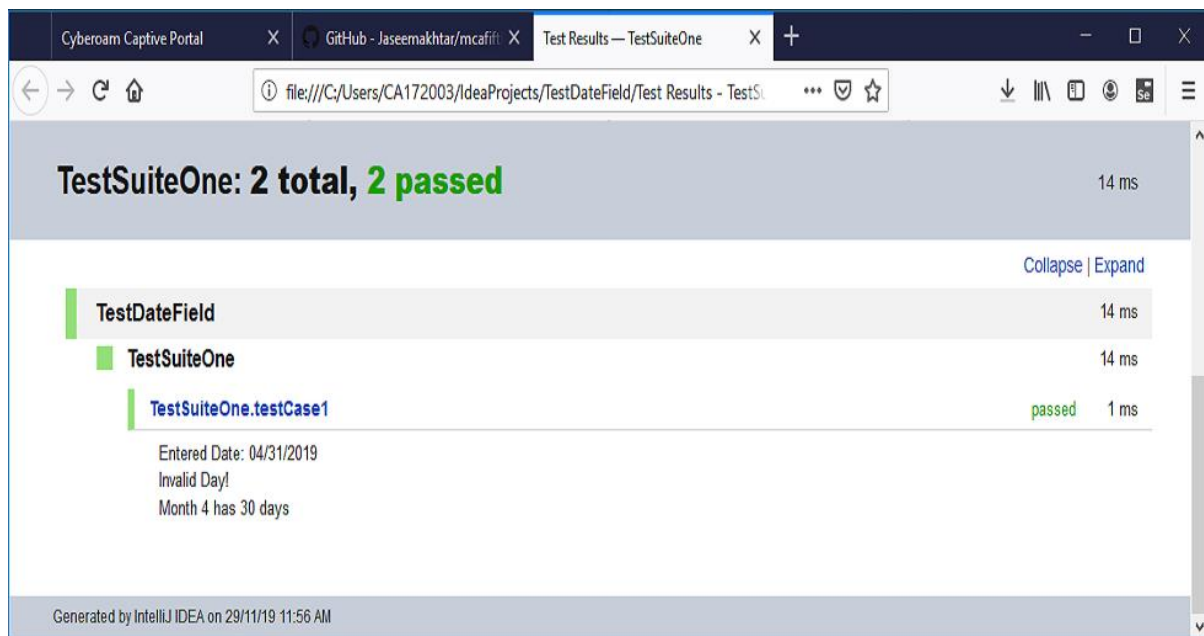 Cyberoam Captive Portal
GitHub - Jaseemakhtar/mcafift
Test Results — TestSuiteOne
file:///C:/Users/CA172003/IdeaProjects/TestDateField/Test Results - TestSu
Se
TestSuiteOne: 2 total, 2 passed
14 ms
Collapse | Expand
TestDateField 14 ms
TestSuiteOne 14 ms
TestSuiteOne.testCase1 passed 1 ms
Entered Date: 04/31/2019
Invalid Day!
Month 4 has 30 days
Generated by IntelliJ IDEA on 29/11/19 11:56 AM